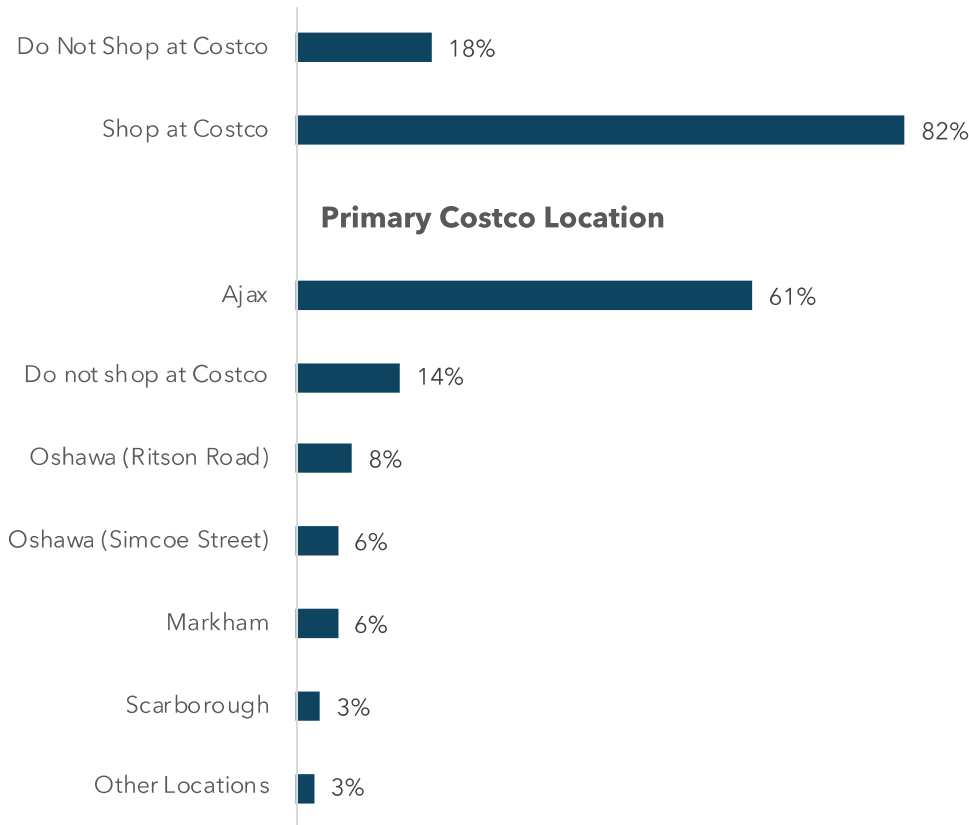 Do Not Shop at Costco 18%
Shop at Costco 82%
Primary Costco Location
Ajax 61%
Do not shop at Costco 14%
Oshawa (Ritson Road) 8%
Oshawa (Simcoe Street) 6%
Markham 6%
Scarborough 3%
Other Locations 3%